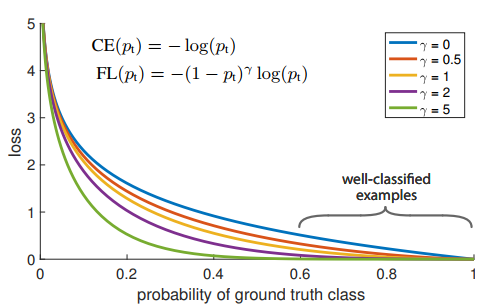 CE(pₜ) = − log(pₜ)
FL(pₜ) = −(1 − pₜ)^γ log(pₜ)
γ = 0
γ = 0.5
γ = 1
γ = 2
γ = 5
well-classified
examples
5
4
3
2
1
0
loss
0
0.2
0.4
0.6
0.8
1
probability of ground truth class